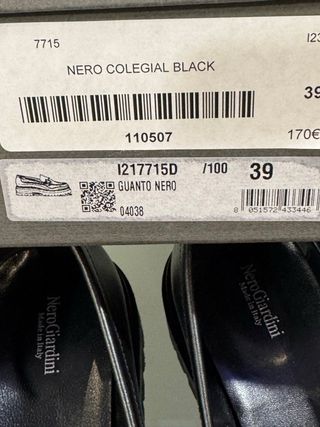 7715
I23
NERO COLEGIAL BLACK
39
110507
170€
I217715D /100 39
GUANTO NERO
04038
8 051572 433446
NeroGiardini
Made in Italy
NeroGiardini
Made in Italy